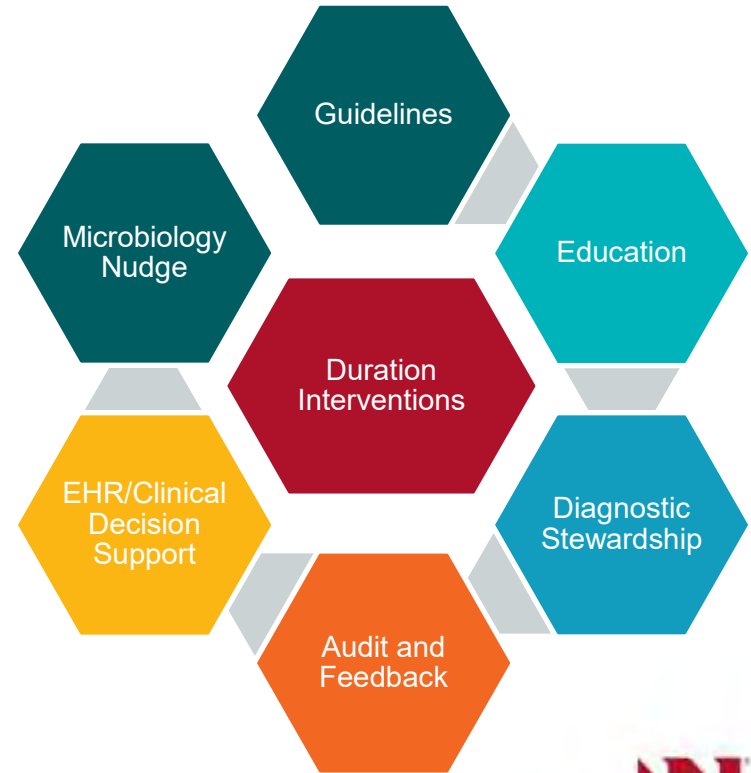 Guidelines
Education
Diagnostic
Stewardship
Audit and
Feedback
EHR/Clinical
Decision
Support
Microbiology
Nudge
Duration
Interventions